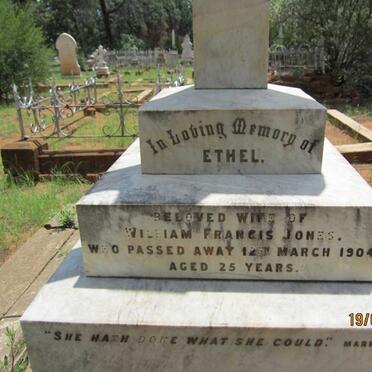 In Loving Memory of
ETHEL.
BELOVED WIFE OF
WILLIAM FRANCIS JONES,
WHO PASSED AWAY 12TH MARCH 1904
AGED 25 YEARS.
"SHE HATH DONE WHAT SHE COULD." MAR
19/0